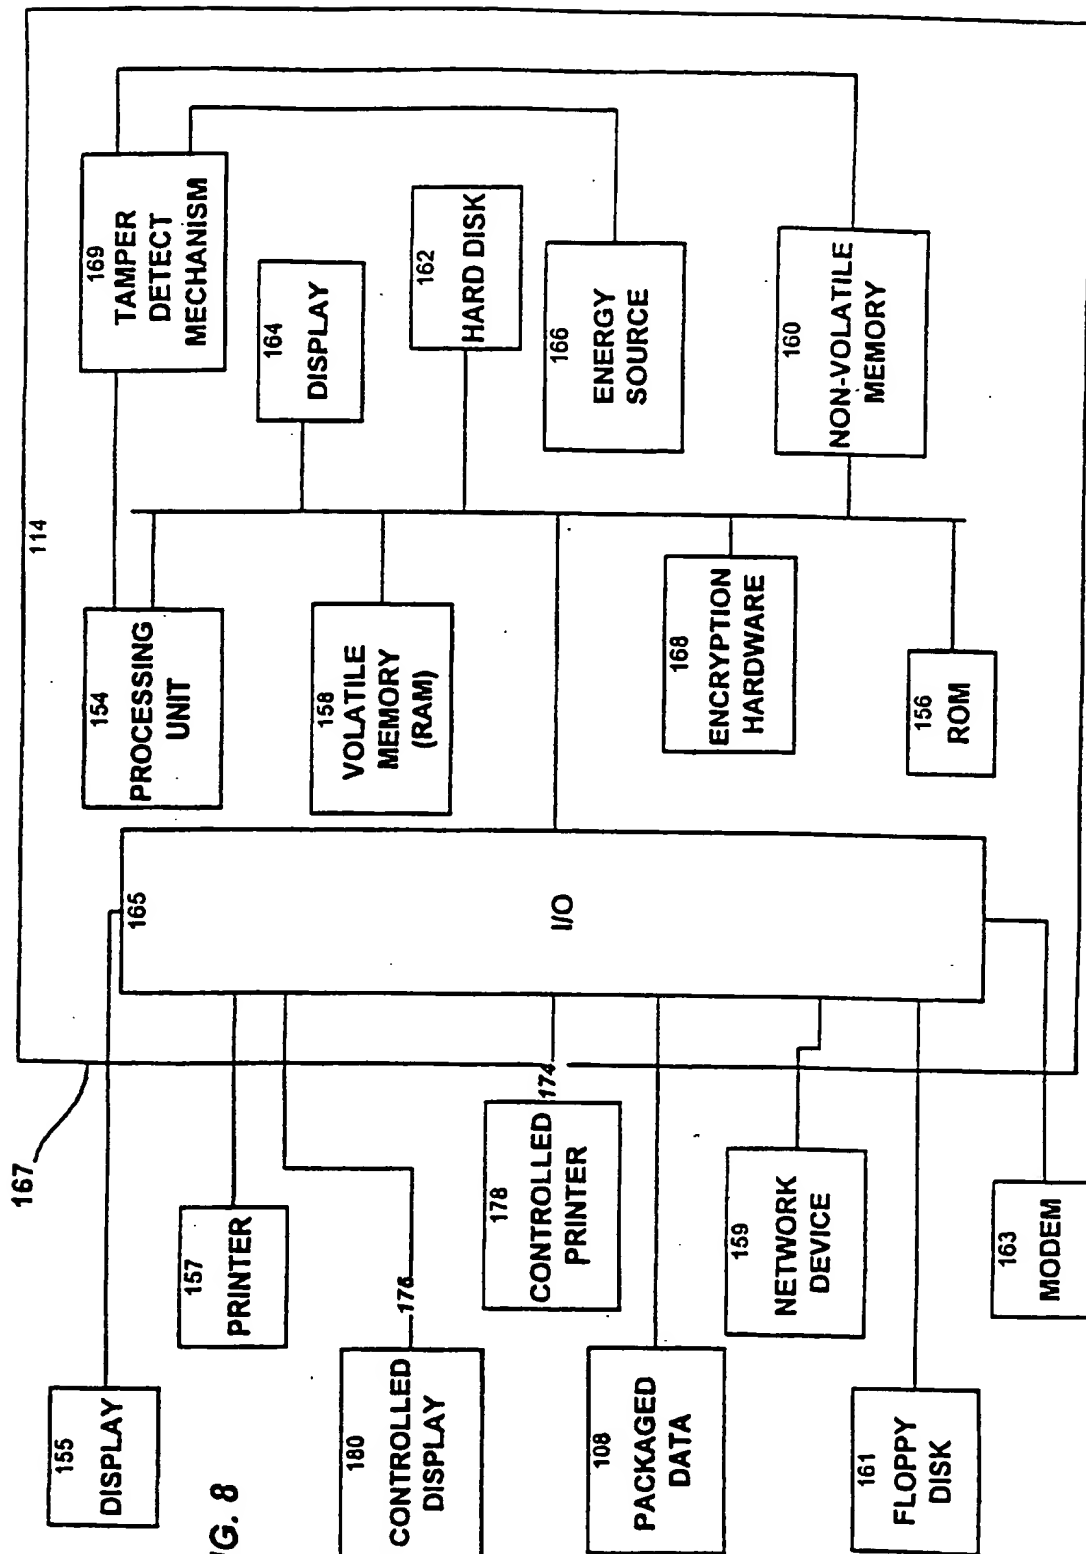 114
169
TAMPER
DETECT
MECHANISM
164
DISPLAY
162
HARD DISK
166
ENERGY
SOURCE
160
NON-VOLATILE
MEMORY
154
PROCESSING
UNIT
158
VOLATILE
MEMORY
(RAM)
168
ENCRYPTION
HARDWARE
156
ROM
165
I/O
167
174
176
157
PRINTER
178
CONTROLLED
PRINTER
159
NETWORK
DEVICE
163
MODEM
155
DISPLAY
180
CONTROLLED
DISPLAY
108
PACKAGED
DATA
161
FLOPPY
DISK
IG. 8